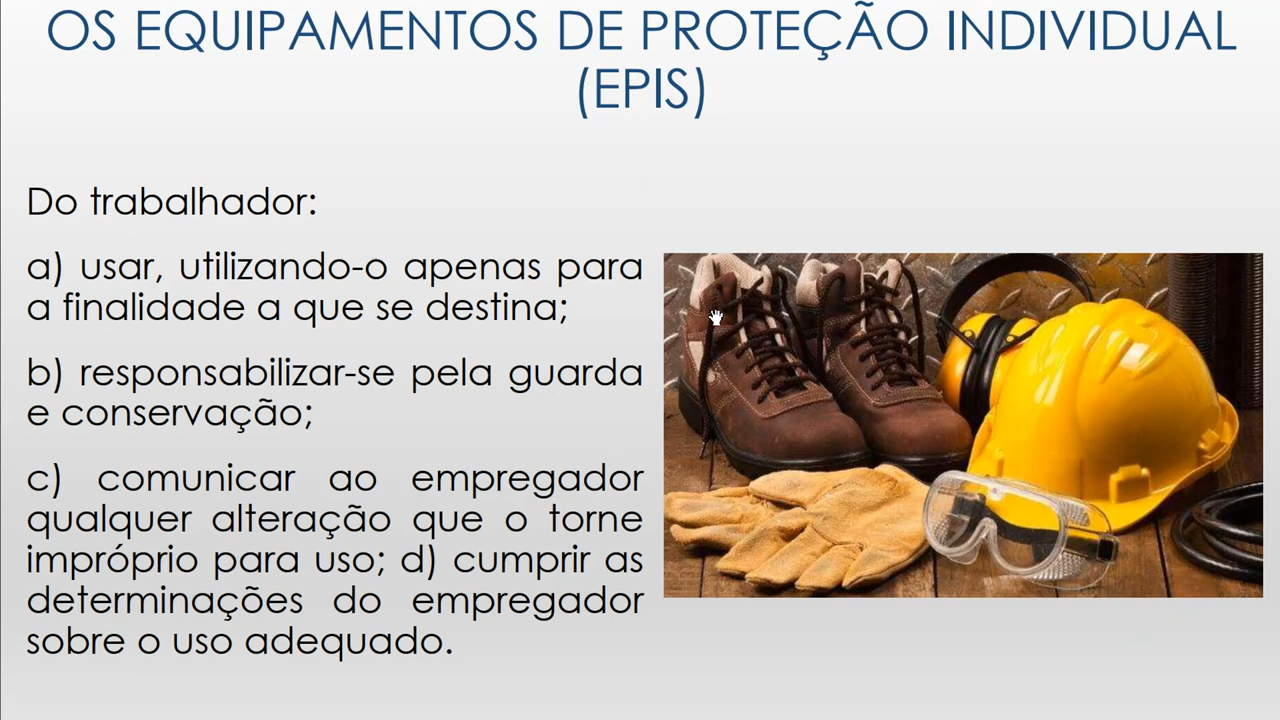 OS EQUIPAMENTOS DE PROTEÇÃO INDIVIDUAL
(EPIS)
Do trabalhador:
a) usar, utilizando-o apenas para
a finalidade a que se destina;
b) responsabilizar-se pela guarda
e conservação;
c) comunicar ao empregador
qualquer alteração que o torne
impróprio para uso; d) cumprir as
determinações do empregador
sobre o uso adequado.